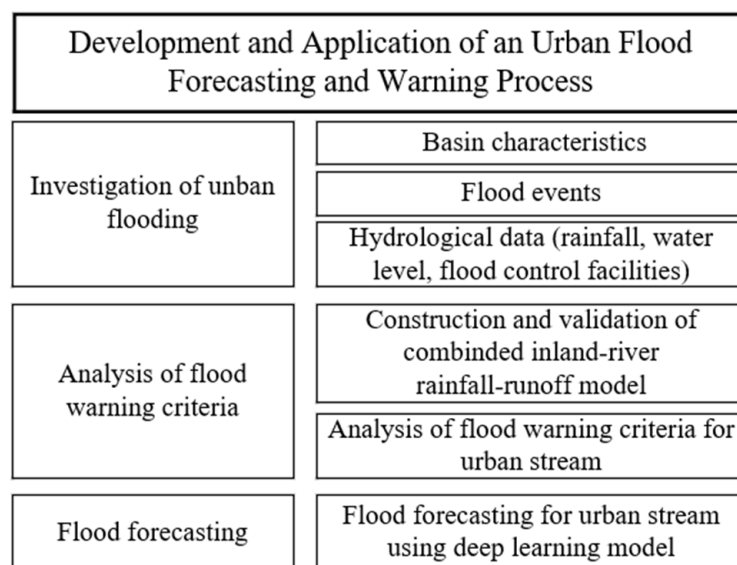 Development and Application of an Urban Flood
Forecasting and Warning Process
Investigation of unban
flooding
Basin characteristics
Flood events
Hydrological data (rainfall, water
level, flood control facilities)
Analysis of flood
warning criteria
Construction and validation of
combinded inland-river
rainfall-runoff model
Analysis of flood warning criteria for
urban stream
Flood forecasting
Flood forecasting for urban stream
using deep learning model